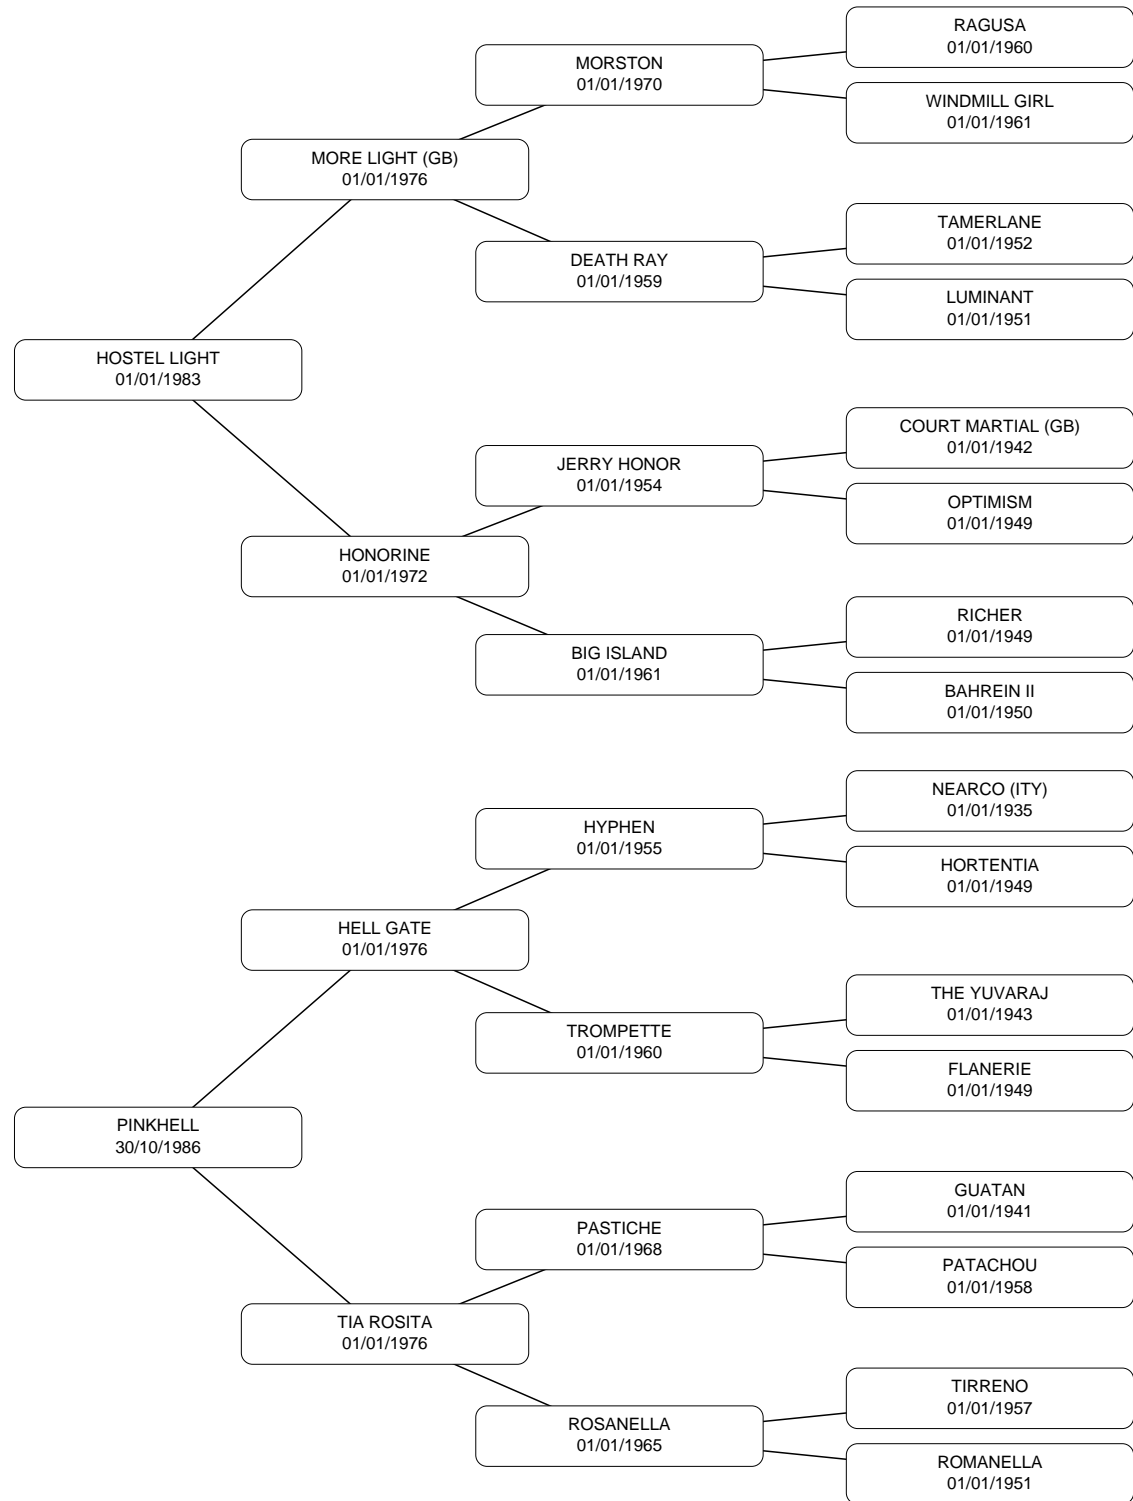 RAGUSA
01/01/1960
MORSTON
01/01/1970
WINDMILL GIRL
01/01/1961
MORE LIGHT (GB)
01/01/1976
TAMERLANE
01/01/1952
DEATH RAY
01/01/1959
LUMINANT
01/01/1951
HOSTEL LIGHT
01/01/1983
COURT MARTIAL (GB)
01/01/1942
JERRY HONOR
01/01/1954
OPTIMISM
01/01/1949
HONORINE
01/01/1972
RICHER
01/01/1949
BIG ISLAND
01/01/1961
BAHREIN II
01/01/1950
NEARCO (ITY)
01/01/1935
HYPHEN
01/01/1955
HORTENTIA
01/01/1949
HELL GATE
01/01/1976
THE YUVARAJ
01/01/1943
TROMPETTE
01/01/1960
FLANERIE
01/01/1949
PINKHELL
30/10/1986
GUATAN
01/01/1941
PASTICHE
01/01/1968
PATACHOU
01/01/1958
TIA ROSITA
01/01/1976
TIRRENO
01/01/1957
ROSANELLA
01/01/1965
ROMANELLA
01/01/1951